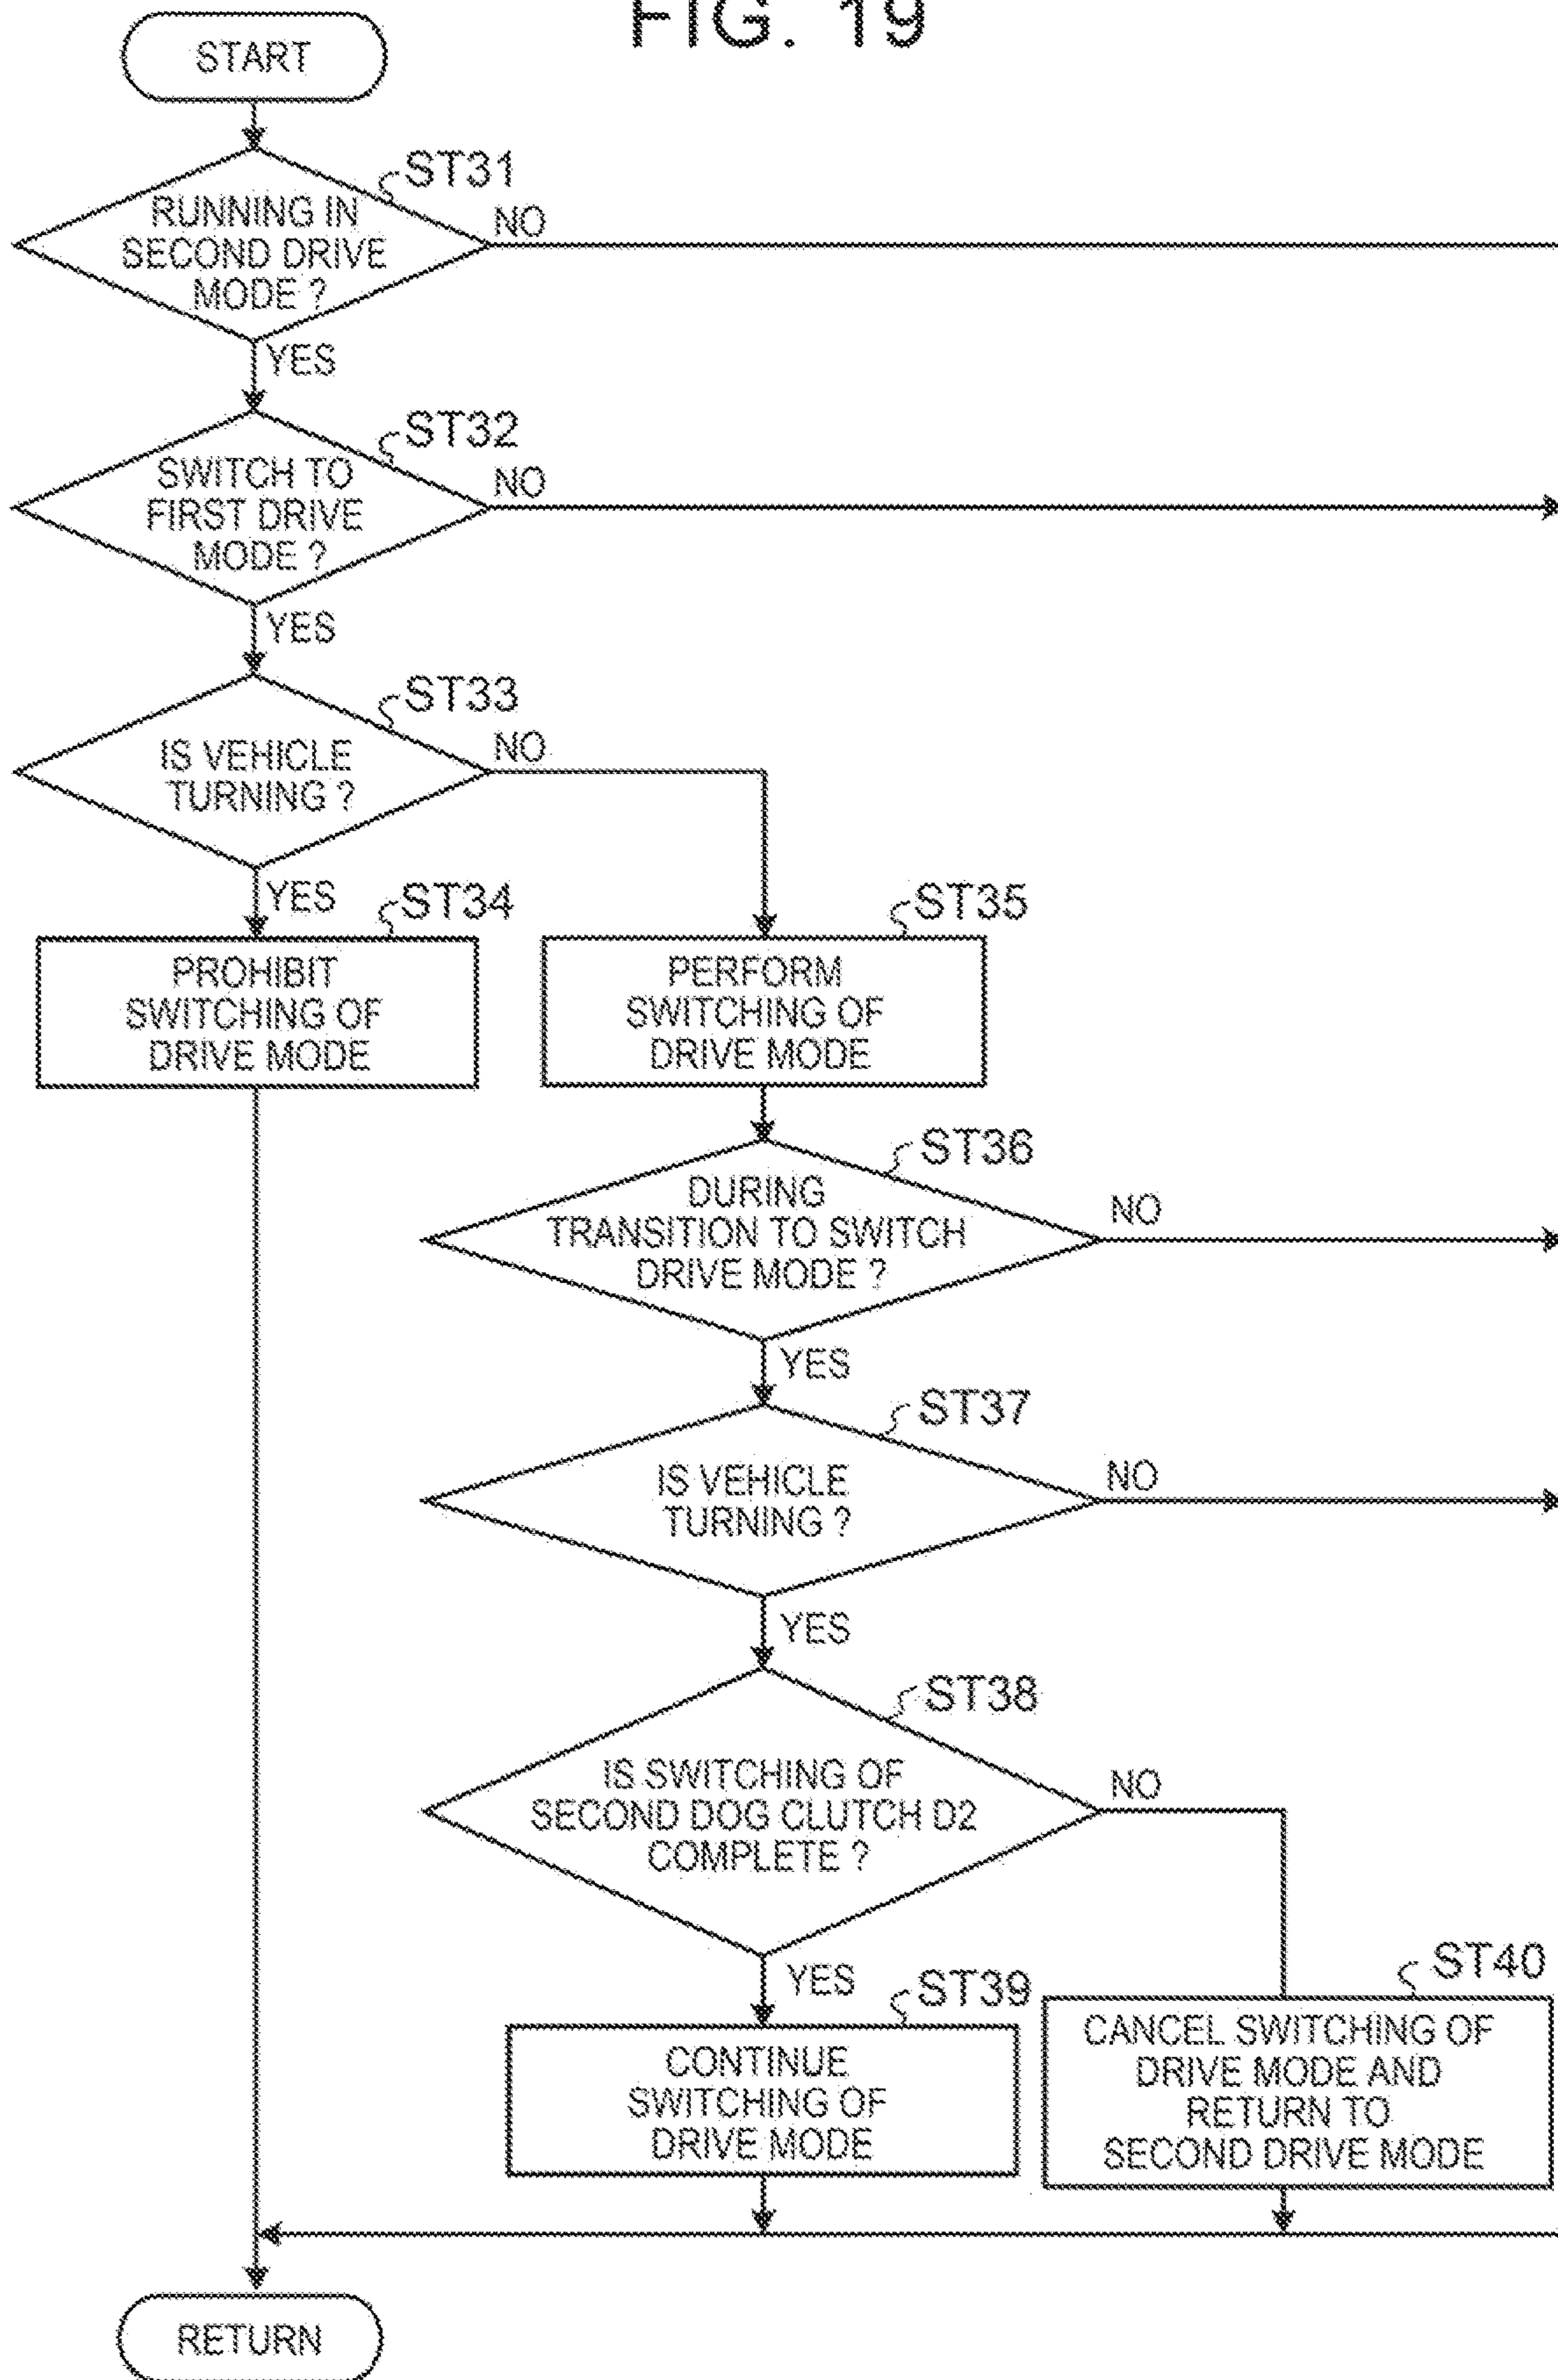 FIG. 19
START
ST31
RUNNING IN
SECOND DRIVE
MODE ?
NO
YES
ST32
SWITCH TO
FIRST DRIVE
MODE ?
NO
YES
ST33
IS VEHICLE
TURNING ?
NO
YES
ST34
PROHIBIT
SWITCHING OF
DRIVE MODE
ST35
PERFORM
SWITCHING OF
DRIVE MODE
ST36
DURING
TRANSITION TO SWITCH
DRIVE MODE ?
NO
YES
ST37
IS VEHICLE
TURNING ?
NO
YES
ST38
IS SWITCHING OF
SECOND DOG CLUTCH D2
COMPLETE ?
NO
YES
ST39
CONTINUE
SWITCHING OF
DRIVE MODE
ST40
CANCEL SWITCHING OF
DRIVE MODE AND
RETURN TO
SECOND DRIVE MODE
RETURN